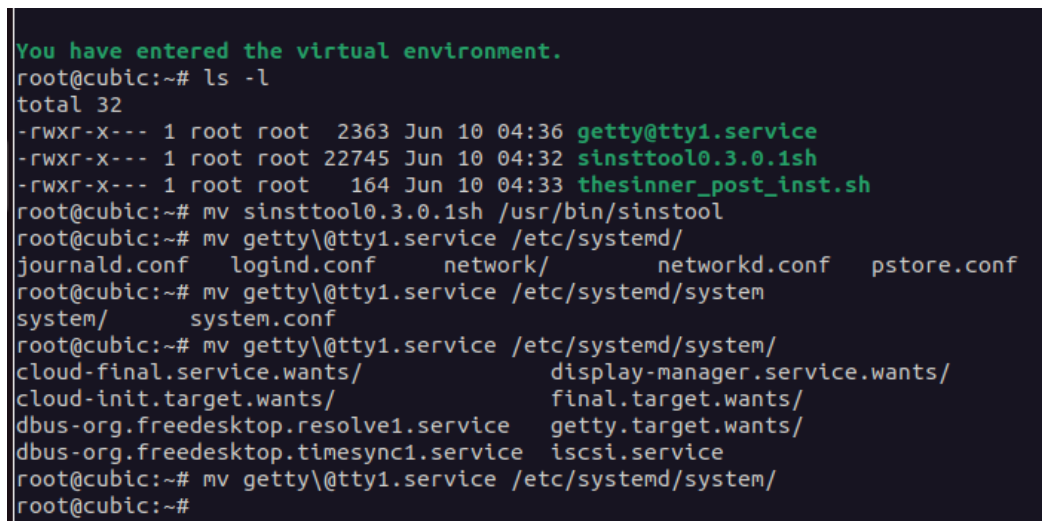 You have entered the virtual environment.
root@cubic:~# ls -l
total 32
-rwxr-x--- 1 root root  2363 Jun 10 04:36 getty@tty1.service
-rwxr-x--- 1 root root 22745 Jun 10 04:32 sinsttool0.3.0.1sh
-rwxr-x--- 1 root root   164 Jun 10 04:33 thesinner_post_inst.sh
root@cubic:~# mv sinsttool0.3.0.1sh /usr/bin/sinstool
root@cubic:~# mv getty\@tty1.service /etc/systemd/
journald.conf   logind.conf     network/        networkd.conf   pstore.conf
root@cubic:~# mv getty\@tty1.service /etc/systemd/system
system/      system.conf
root@cubic:~# mv getty\@tty1.service /etc/systemd/system/
cloud-final.service.wants/              display-manager.service.wants/
cloud-init.target.wants/                final.target.wants/
dbus-org.freedesktop.resolve1.service   getty.target.wants/
dbus-org.freedesktop.timesync1.service  iscsi.service
root@cubic:~# mv getty\@tty1.service /etc/systemd/system/
root@cubic:~#